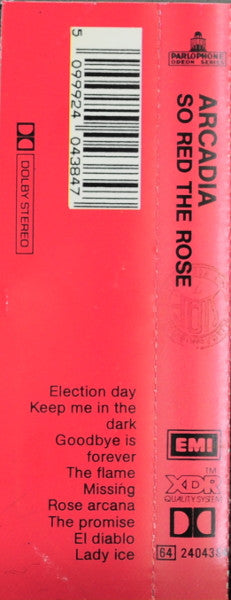 PARLOPHONE
ODEON SERIES
ARCADIA
SO RED THE ROSE
EMI
XDR™
QUALITY SYSTEM
64 240438
5 099924 043847
DOLBY STEREO
Election day
Keep me in the
dark
Goodbye is
forever
The flame
Missing
Rose arcana
The promise
El diablo
Lady ice